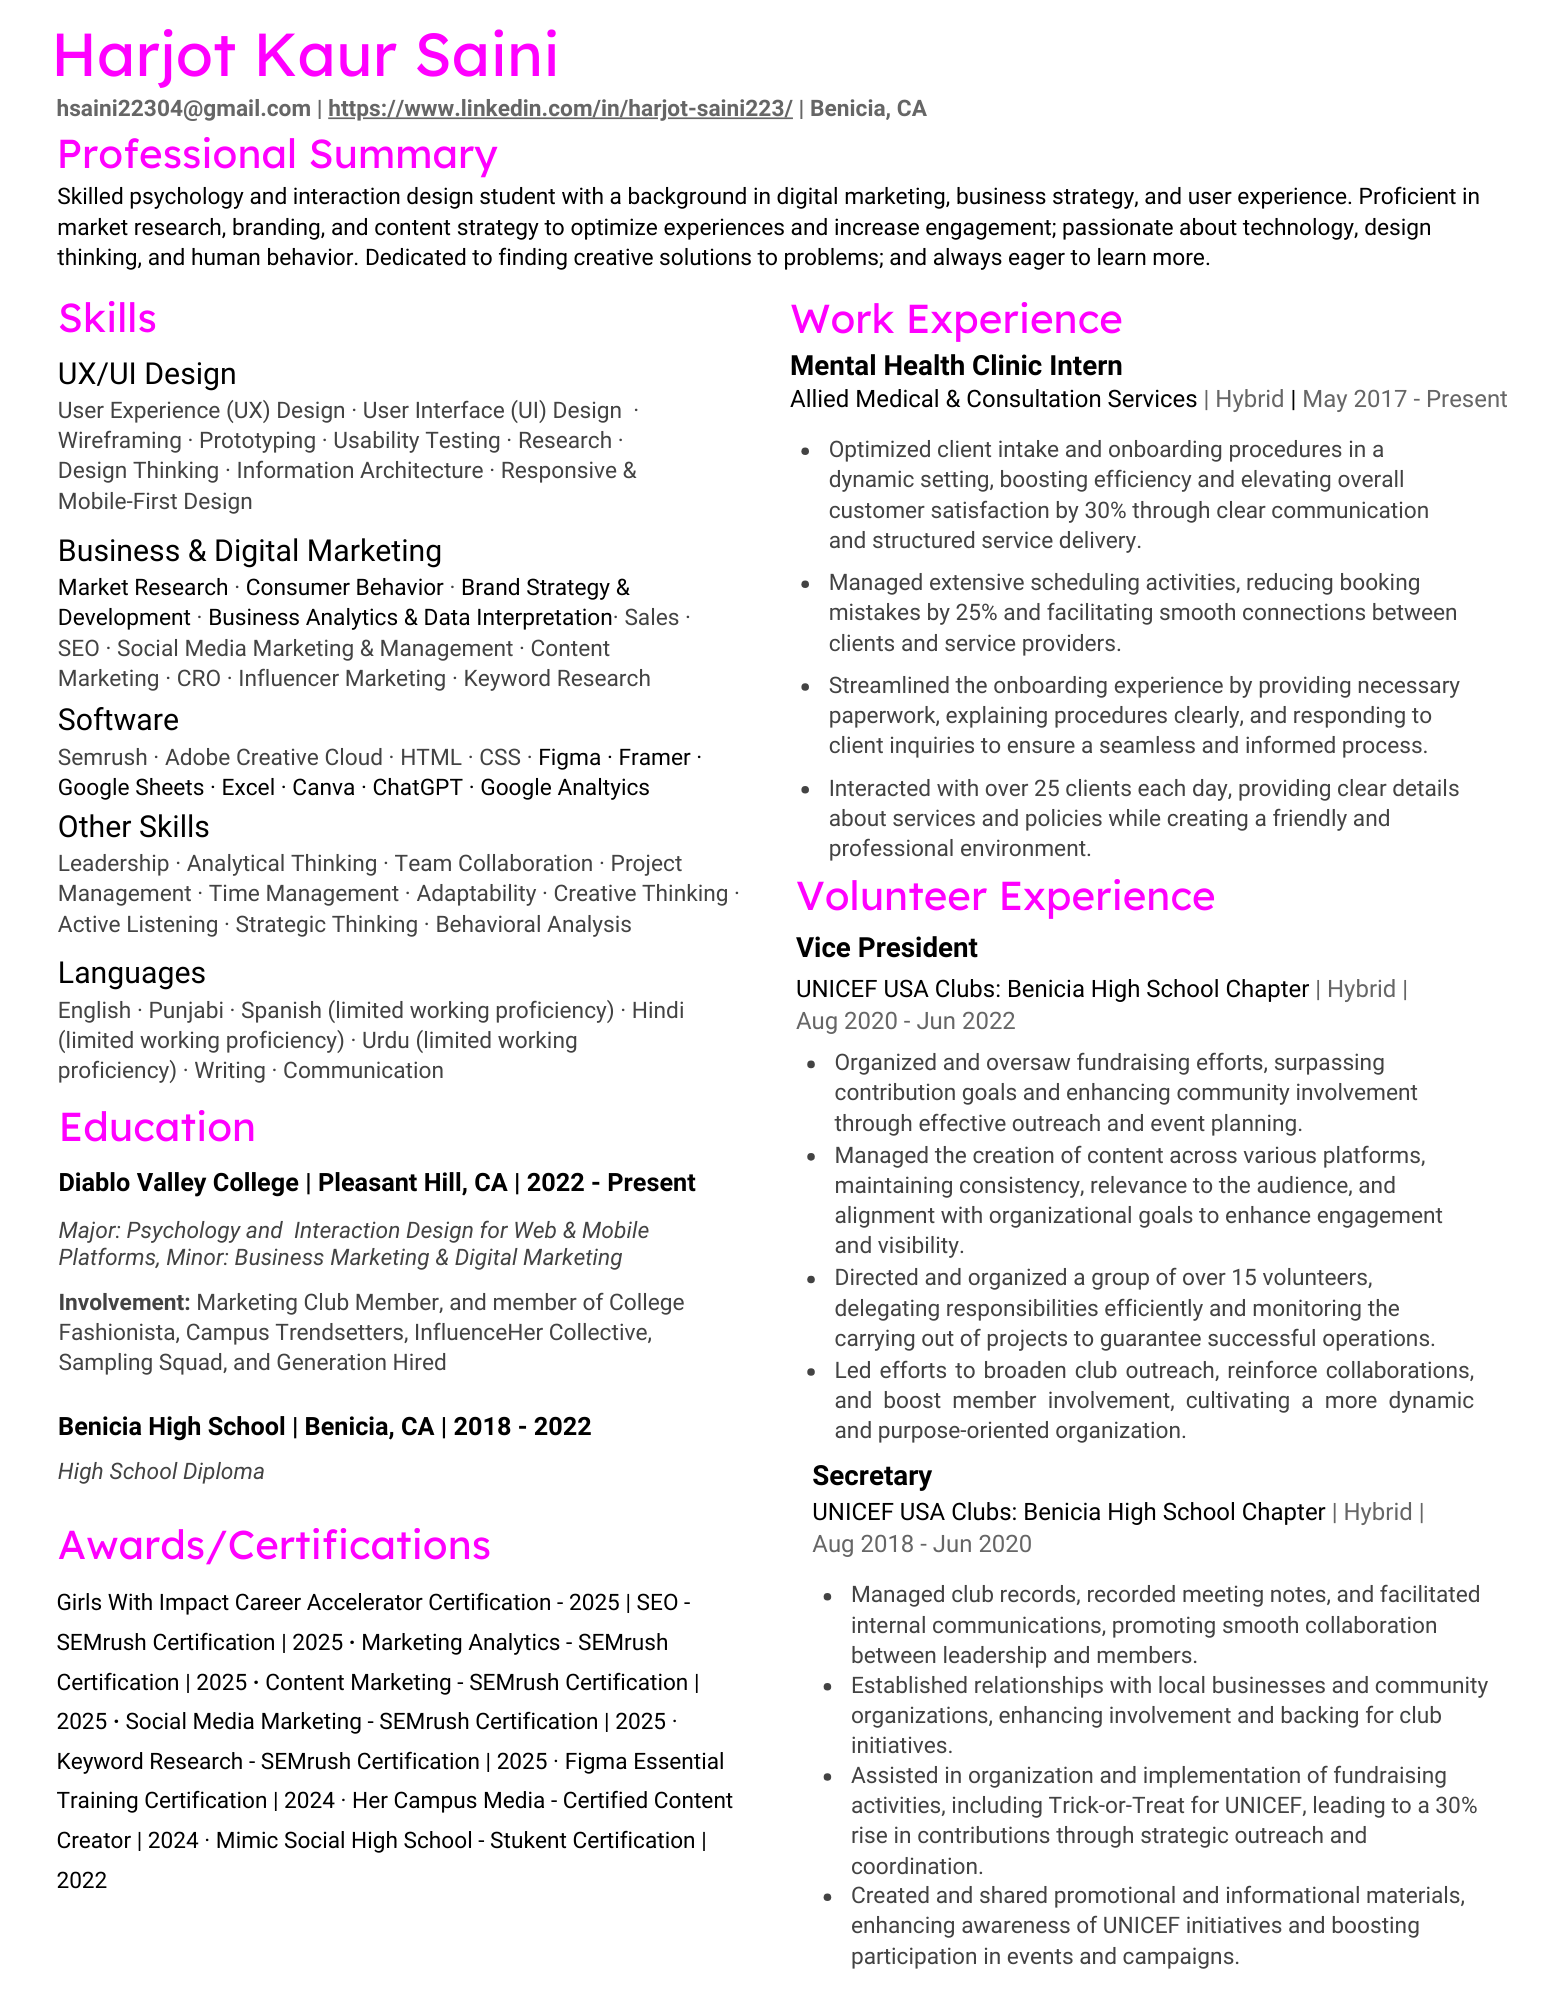 Harjot Kaur Saini
hsaini22304@gmail.com | https://www.linkedin.com/in/harjot-saini223/ | Benicia, CA
Professional Summary
Skilled psychology and interaction design student with a background in digital marketing, business strategy, and user experience. Proficient in
market research, branding, and content strategy to optimize experiences and increase engagement; passionate about technology, design
thinking, and human behavior. Dedicated to finding creative solutions to problems; and always eager to learn more.
Skills
UX/UI Design
User Experience (UX) Design · User Interface (UI) Design ·
Wireframing · Prototyping · Usability Testing · Research ·
Design Thinking · Information Architecture · Responsive &
Mobile-First Design
Business & Digital Marketing
Market Research · Consumer Behavior · Brand Strategy &
Development · Business Analytics & Data Interpretation· Sales ·
SEO · Social Media Marketing & Management · Content
Marketing · CRO · Influencer Marketing · Keyword Research
Software
Semrush · Adobe Creative Cloud · HTML · CSS · Figma · Framer ·
Google Sheets · Excel · Canva · ChatGPT · Google Analtyics
Other Skills
Leadership · Analytical Thinking · Team Collaboration · Project
Management · Time Management · Adaptability · Creative Thinking ·
Active Listening · Strategic Thinking · Behavioral Analysis
Languages
English · Punjabi · Spanish (limited working proficiency) · Hindi
(limited working proficiency) · Urdu (limited working
proficiency) · Writing · Communication
Education
Diablo Valley College | Pleasant Hill, CA | 2022 - Present
Major: Psychology and Interaction Design for Web & Mobile
Platforms, Minor: Business Marketing & Digital Marketing
Involvement: Marketing Club Member, and member of College
Fashionista, Campus Trendsetters, InfluenceHer Collective,
Sampling Squad, and Generation Hired
Benicia High School | Benicia, CA | 2018 - 2022
High School Diploma
Awards/Certifications
Girls With Impact Career Accelerator Certification - 2025 | SEO -
SEMrush Certification | 2025 · Marketing Analytics - SEMrush
Certification | 2025 · Content Marketing - SEMrush Certification |
2025 · Social Media Marketing - SEMrush Certification | 2025 ·
Keyword Research - SEMrush Certification | 2025 · Figma Essential
Training Certification | 2024 · Her Campus Media - Certified Content
Creator | 2024 · Mimic Social High School - Stukent Certification |
2022
Work Experience
Mental Health Clinic Intern
Allied Medical & Consultation Services | Hybrid | May 2017 - Present
• Optimized client intake and onboarding procedures in a
dynamic setting, boosting efficiency and elevating overall
customer satisfaction by 30% through clear communication
and structured service delivery.
• Managed extensive scheduling activities, reducing booking
mistakes by 25% and facilitating smooth connections between
clients and service providers.
• Streamlined the onboarding experience by providing necessary
paperwork, explaining procedures clearly, and responding to
client inquiries to ensure a seamless and informed process.
• Interacted with over 25 clients each day, providing clear details
about services and policies while creating a friendly and
professional environment.
Volunteer Experience
Vice President
UNICEF USA Clubs: Benicia High School Chapter | Hybrid |
Aug 2020 - Jun 2022
• Organized and oversaw fundraising efforts, surpassing
contribution goals and enhancing community involvement
through effective outreach and event planning.
• Managed the creation of content across various platforms,
maintaining consistency, relevance to the audience, and
alignment with organizational goals to enhance engagement
and visibility.
• Directed and organized a group of over 15 volunteers,
delegating responsibilities efficiently and monitoring the
carrying out of projects to guarantee successful operations.
• Led efforts to broaden club outreach, reinforce collaborations,
and boost member involvement, cultivating a more dynamic
and purpose-oriented organization.
Secretary
UNICEF USA Clubs: Benicia High School Chapter | Hybrid |
Aug 2018 - Jun 2020
• Managed club records, recorded meeting notes, and facilitated
internal communications, promoting smooth collaboration
between leadership and members.
• Established relationships with local businesses and community
organizations, enhancing involvement and backing for club
initiatives.
• Assisted in organization and implementation of fundraising
activities, including Trick-or-Treat for UNICEF, leading to a 30%
rise in contributions through strategic outreach and
coordination.
• Created and shared promotional and informational materials,
enhancing awareness of UNICEF initiatives and boosting
participation in events and campaigns.